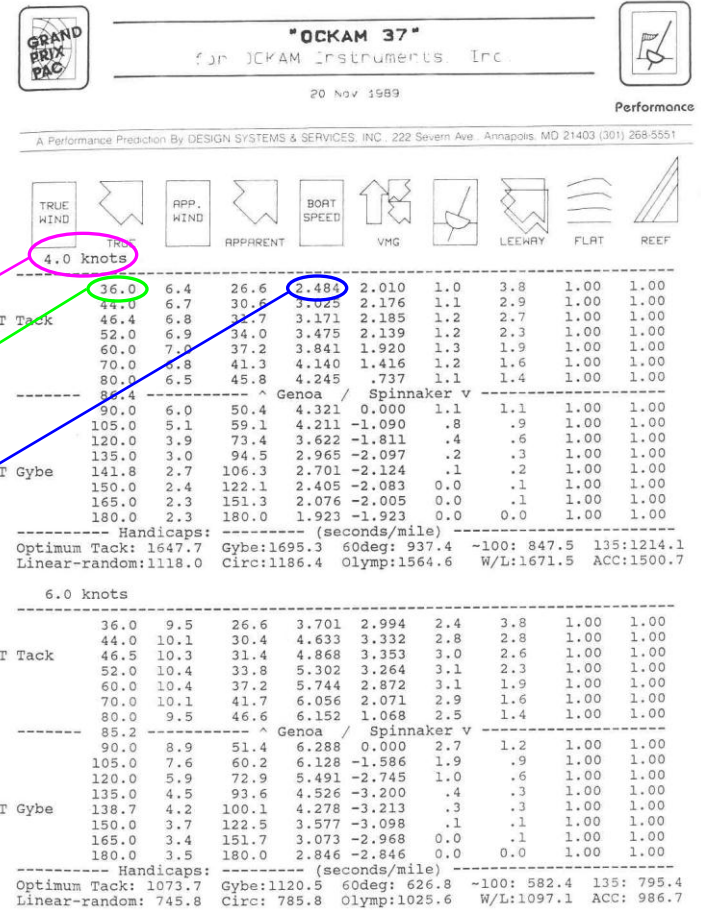 GRAND
PRIX
PAC
"OCKAM 37"
for OCKAM Instruments Inc.
20 Nov 1989
Performance
A Performance Prediction By DESIGN SYSTEMS & SERVICES, INC., 222 Severn Ave., Annapolis, MD 21403 (301) 268-5551
TRUE WIND TRUE APP. WIND APPARENT BOAT SPEED VMG LEEWAY FLAT REEF
4.0 knots
36.0 6.4 26.6 2.484 2.010 1.0 3.8 1.00 1.00
44.0 6.7 30.6 3.025 2.176 1.1 2.9 1.00 1.00
T Tack 46.4 6.8 31.7 3.171 2.185 1.2 2.7 1.00 1.00
52.0 6.9 34.0 3.475 2.139 1.2 2.3 1.00 1.00
60.0 7.0 37.2 3.841 1.920 1.3 1.9 1.00 1.00
70.0 6.8 41.3 4.140 1.416 1.2 1.6 1.00 1.00
80.0 6.5 45.8 4.245 .737 1.1 1.4 1.00 1.00
------- 86.4 ---------- ^ Genoa / Spinnaker v ----------------------
90.0 6.0 50.4 4.321 0.000 1.1 1.1 1.00 1.00
105.0 5.1 59.1 4.211 -1.090 .8 .9 1.00 1.00
120.0 3.9 73.4 3.622 -1.811 .4 .6 1.00 1.00
135.0 3.0 94.5 2.965 -2.097 .2 .3 1.00 1.00
T Gybe 141.8 2.7 106.3 2.701 -2.124 .1 .2 1.00 1.00
150.0 2.4 122.1 2.405 -2.083 0.0 .1 1.00 1.00
165.0 2.3 151.3 2.076 -2.005 0.0 .1 1.00 1.00
180.0 2.3 180.0 1.923 -1.923 0.0 0.0 1.00 1.00
---------- Handicaps: --------- (seconds/mile) -------------------------
Optimum Tack: 1647.7 Gybe:1695.3 60deg: 937.4 ~100: 847.5 135:1214.1
Linear-random:1118.0 Circ:1186.4 Olymp:1564.6 W/L:1671.5 ACC:1500.7
6.0 knots
36.0 9.5 26.6 3.701 2.994 2.4 3.8 1.00 1.00
44.0 10.1 30.4 4.633 3.332 2.8 2.8 1.00 1.00
T Tack 46.5 10.3 31.4 4.868 3.353 3.0 2.6 1.00 1.00
52.0 10.4 33.8 5.302 3.264 3.1 2.3 1.00 1.00
60.0 10.4 37.2 5.744 2.872 3.1 1.9 1.00 1.00
70.0 10.1 41.7 6.056 2.071 2.9 1.6 1.00 1.00
80.0 9.5 46.6 6.152 1.068 2.5 1.4 1.00 1.00
------- 85.2 ---------- ^ Genoa / Spinnaker v ----------------------
90.0 8.9 51.4 6.288 0.000 2.7 1.2 1.00 1.00
105.0 7.6 60.2 6.128 -1.586 1.9 .9 1.00 1.00
120.0 5.9 72.9 5.491 -2.745 1.0 .6 1.00 1.00
135.0 4.5 93.6 4.526 -3.200 .4 .3 1.00 1.00
T Gybe 138.7 4.2 100.1 4.278 -3.213 .3 .3 1.00 1.00
150.0 3.7 122.5 3.577 -3.098 .1 .1 1.00 1.00
165.0 3.4 151.7 3.073 -2.968 0.0 .1 1.00 1.00
180.0 3.5 180.0 2.846 -2.846 0.0 0.0 1.00 1.00
---------- Handicaps: --------- (seconds/mile) -------------------------
Optimum Tack: 1073.7 Gybe:1120.5 60deg: 626.8 ~100: 582.4 135: 795.4
Linear-random: 745.8 Circ: 785.8 Olymp:1025.6 W/L:1097.1 ACC: 986.7